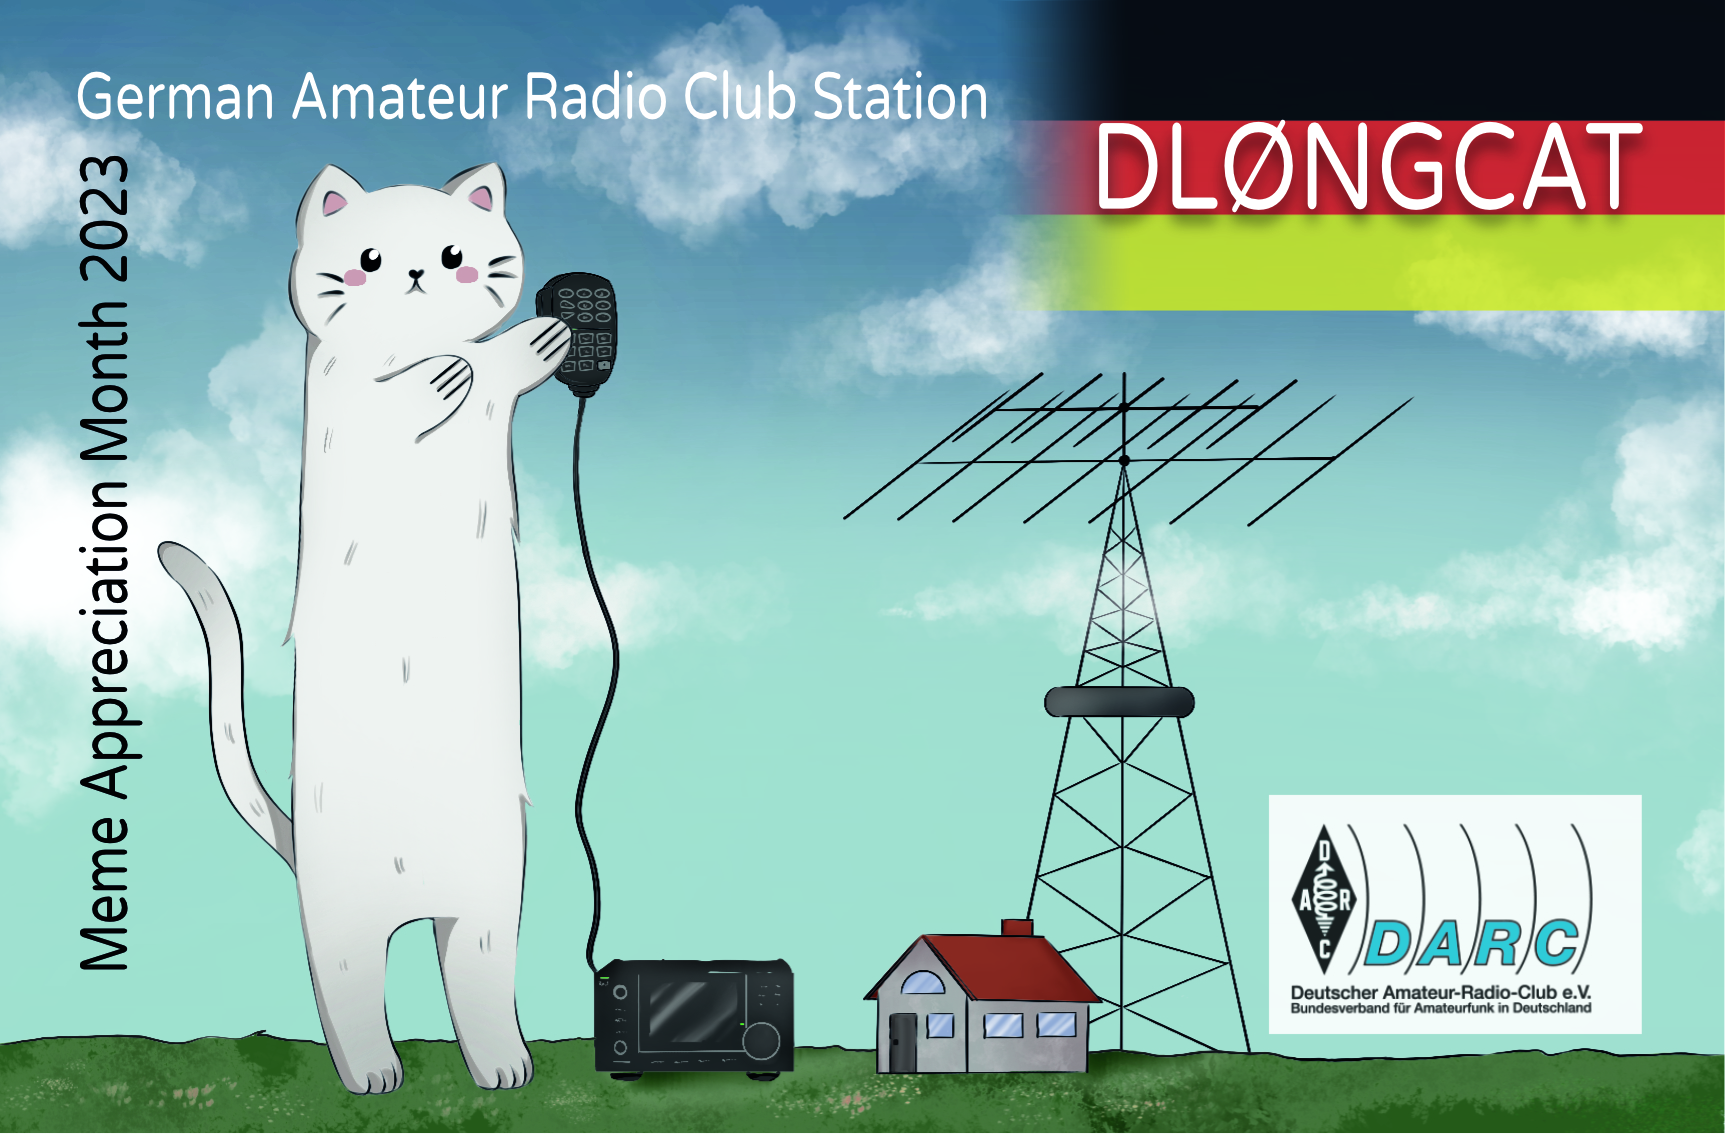 German Amateur Radio Club Station
DLØNGCAT
Meme Appreciation Month 2023
D
A R
C
DARC
Deutscher Amateur-Radio-Club e.V.
Bundesverband für Amateurfunk in Deutschland